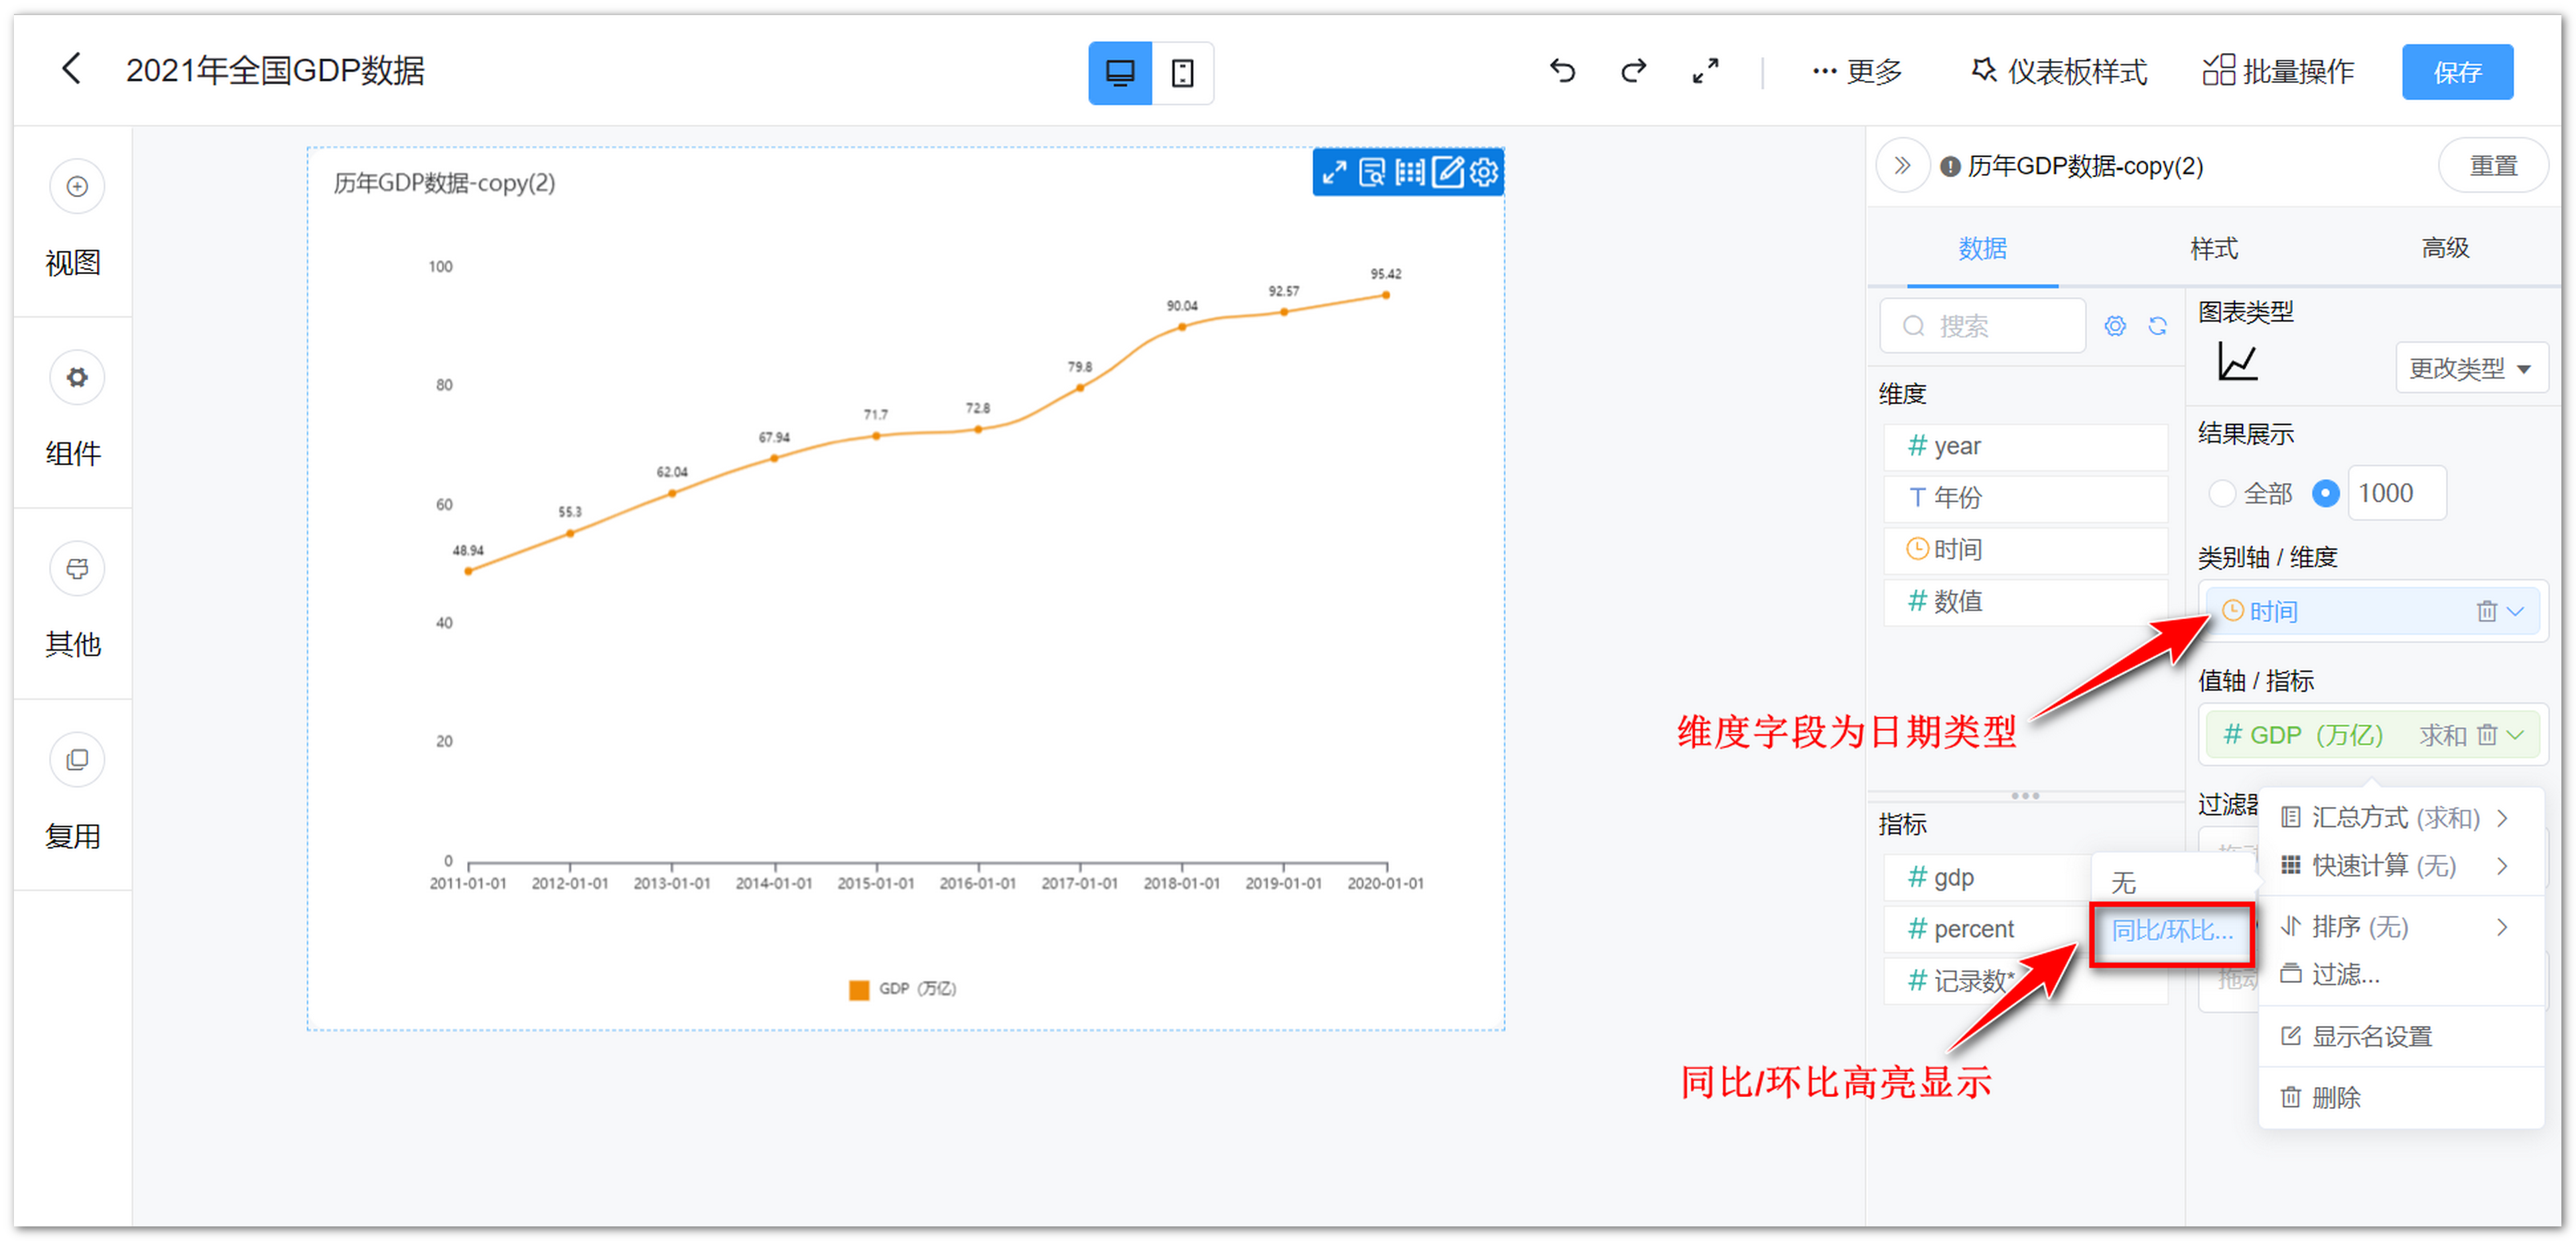 2021年全国GDP数据
更多
仪表板样式
批量操作
保存
视图
组件
其他
复用
历年GDP数据-copy(2)
100
80
60
40
20
0
48.94
55.3
62.04
67.94
71.7
72.8
79.8
90.04
92.57
95.42
2011-01-01
2012-01-01
2013-01-01
2014-01-01
2015-01-01
2016-01-01
2017-01-01
2018-01-01
2019-01-01
2020-01-01
GDP（万亿）
历年GDP数据-copy(2)
重置
数据
样式
高级
搜索
维度
# year
T 年份
时间
# 数值
指标
# gdp
# percent
# 记录数*
图表类型
更改类型
结果展示
全部
1000
类别轴 / 维度
时间
值轴 / 指标
# GDP（万亿） 求和
过滤器
拖动
汇总方式 (求和)
快速计算 (无)
排序 (无)
过滤...
显示名设置
删除
无
同比/环比...
维度字段为日期类型
同比/环比高亮显示